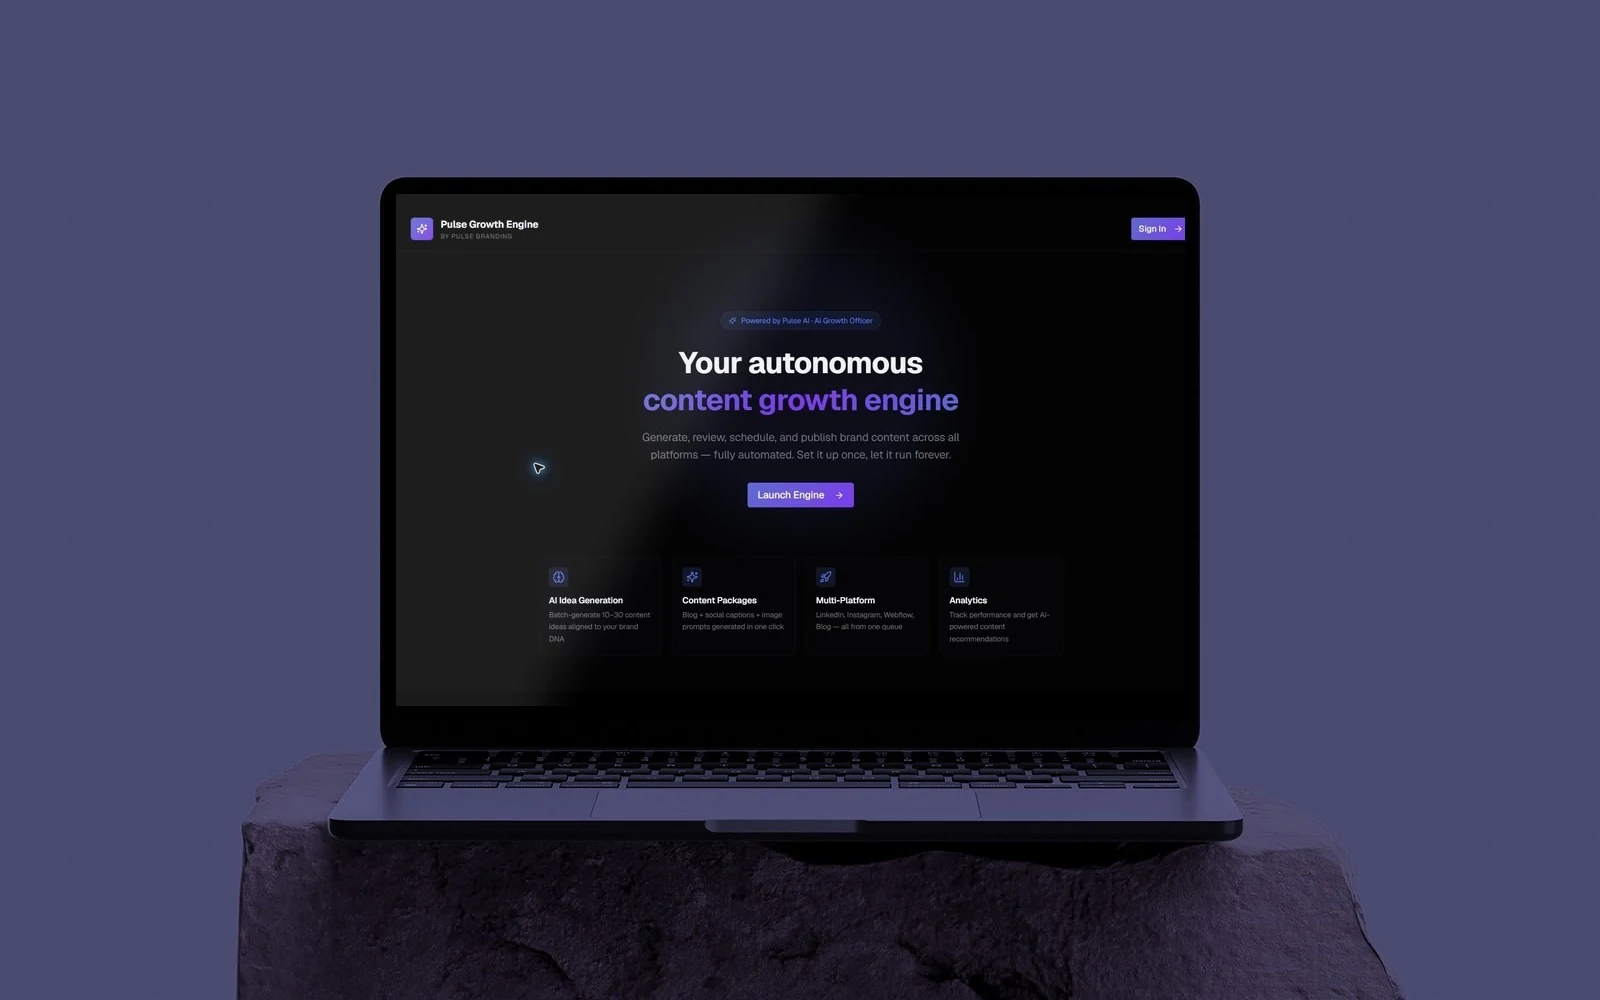 Pulse Growth Engine
BY PULSE BRANDING
Sign In
Powered by Pulse AI · AI Growth Officer
Your autonomous
content growth engine
Generate, review, schedule, and publish brand content across all
platforms — fully automated. Set it up once, let it run forever.
Launch Engine
AI Idea Generation
Batch-generate 10–30 content
ideas aligned to your brand
DNA
Content Packages
Blog + social captions + image
prompts generated in one click
Multi-Platform
LinkedIn, Instagram, Webflow,
Blog — all from one queue
Analytics
Track performance and get AI-
powered content
recommendations